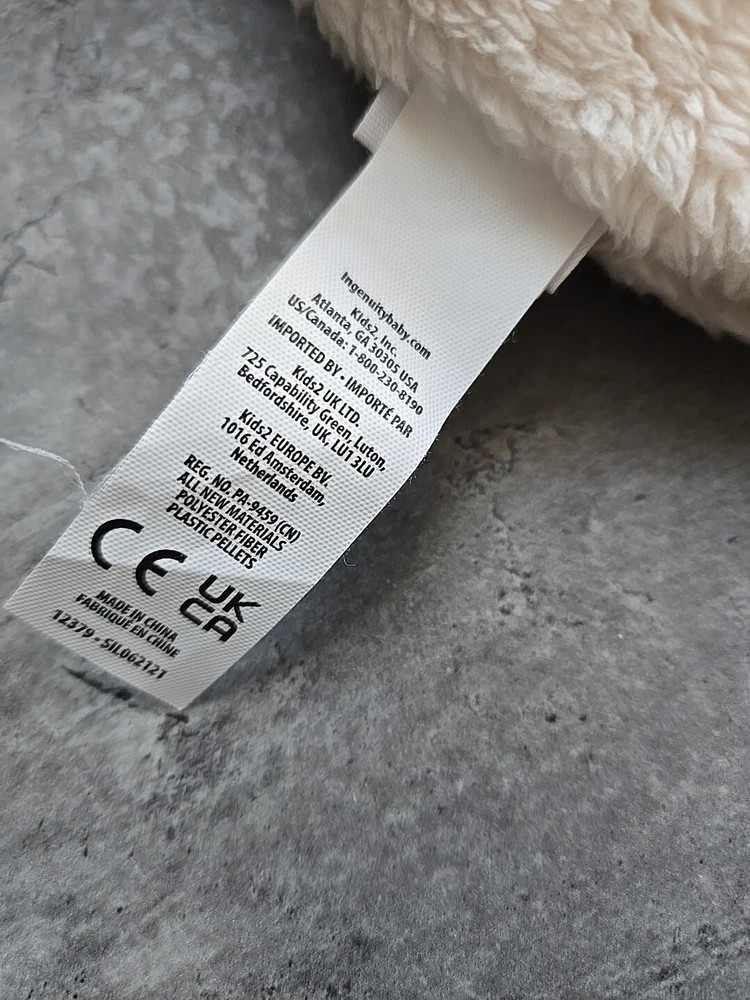 Ingenuitybaby.com
Kids2, Inc.
Atlanta, GA 30305 USA
US/Canada: 1-800-230-8190
IMPORTED BY • IMPORTÉ PAR
Kids2 UK LTD.
725 Capability Green, Luton,
Bedfordshire, UK, LU1 3LU
Kids2 EUROPE BV.
1016 Ed Amsterdam,
Netherlands
REG. NO. PA-9459 (CN)
ALL NEW MATERIALS
POLYESTER FIBER
PLASTIC PELLETS
CE UK
CA
MADE IN CHINA
FABRIQUÉ EN CHINE
12379 - SIL062121